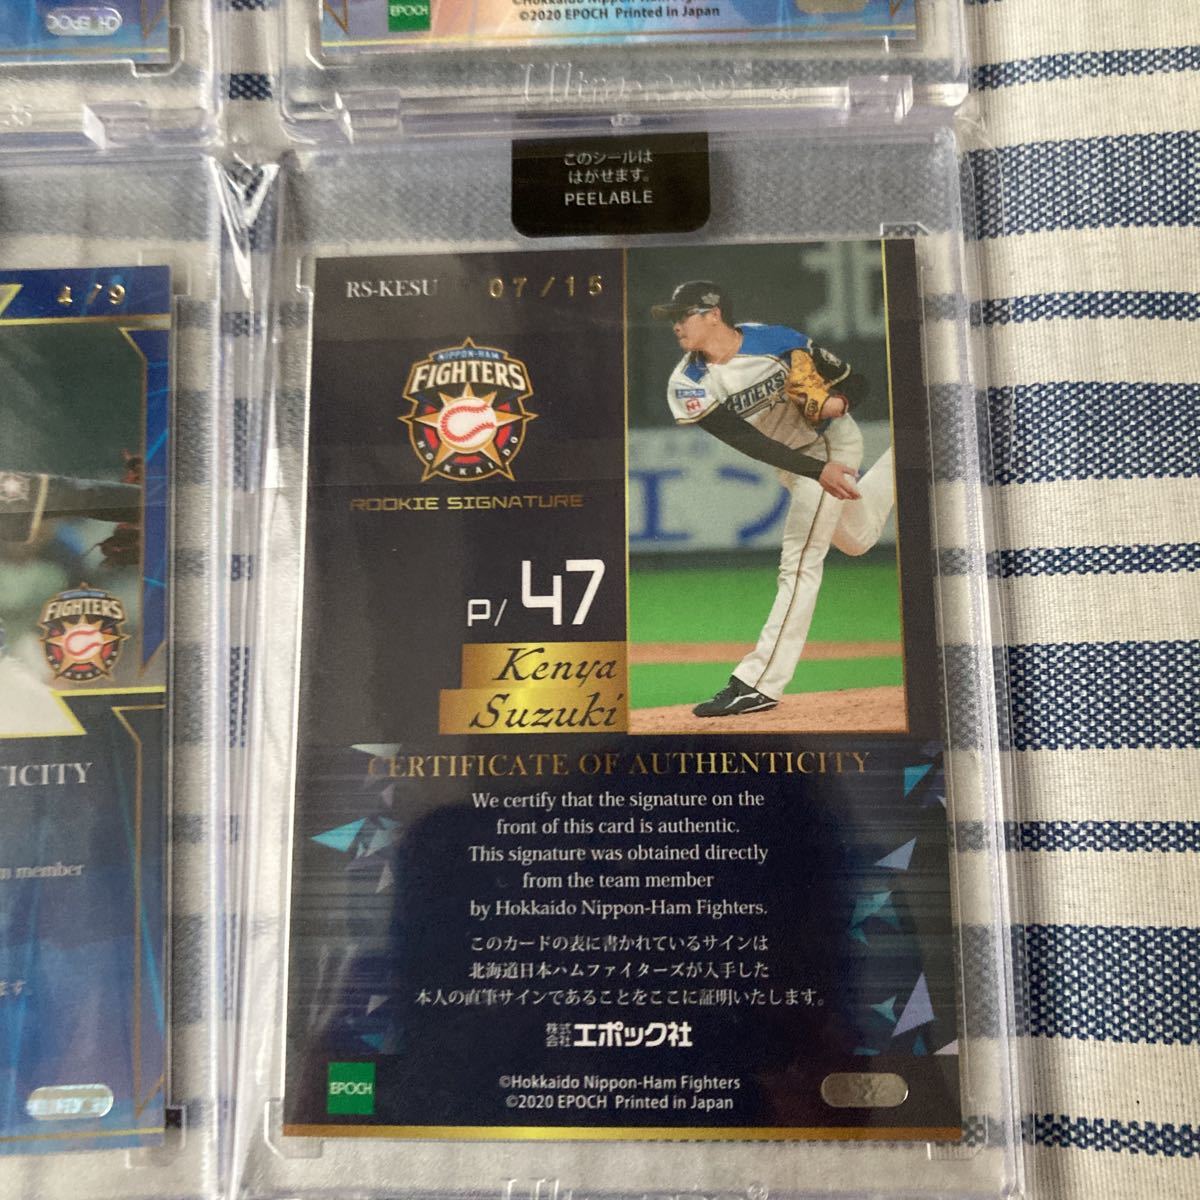 EPOCH
©2020 EPOCH Printed in Japan
このシールは
はがせます。
PEELABLE
4/9
FIGHTERS
TICITY
m member
ます。
RS-KESU 07/15
NIPPON-HAM
FIGHTERS
HOKKAIDO
ROOKIE SIGNATURE
P/47
Kenya
Suzuki
CERTIFICATE OF AUTHENTICITY
We certify that the signature on the
front of this card is authentic.
This signature was obtained directly
from the team member
by Hokkaido Nippon-Ham Fighters.
このカードの表に書かれているサインは
北海道日本ハムファイターズが入手した
本人の直筆サインであることをここに証明いたします。
株式会社エポック社
EPOCH
©Hokkaido Nippon-Ham Fighters
©2020 EPOCH Printed in Japan